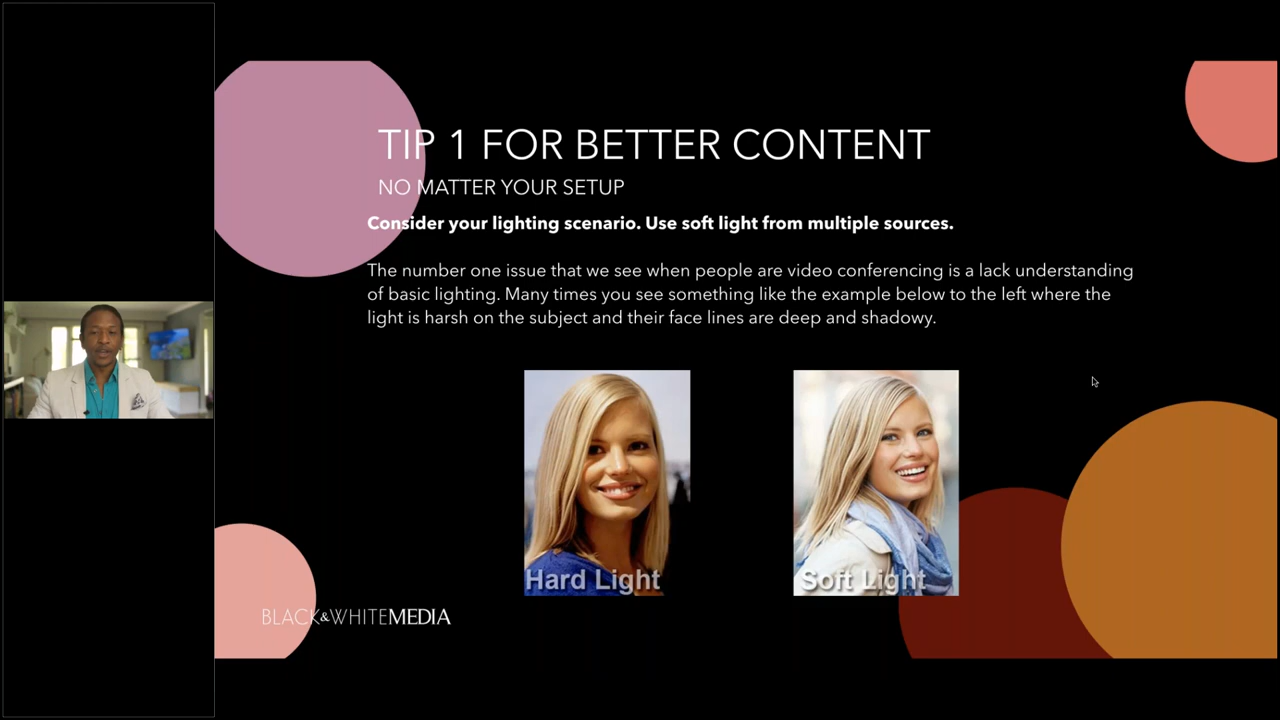 TIP 1 FOR BETTER CONTENT
NO MATTER YOUR SETUP
Consider your lighting scenario. Use soft light from multiple sources.
The number one issue that we see when people are video conferencing is a lack understanding
of basic lighting. Many times you see something like the example below to the left where the
light is harsh on the subject and their face lines are deep and shadowy.
Hard Light
Soft Light
BLACK&WHITEMEDIA